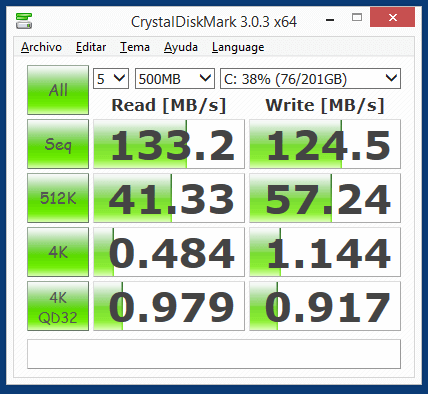 CrystalDiskMark 3.0.3 x64
Archivo Editar Tema Ayuda Language
All 5 500MB C: 38% (76/201GB)
Read [MB/s] Write [MB/s]
Seq 133.2 124.5
512K 41.33 57.24
4K 0.484 1.144
4K QD32 0.979 0.917